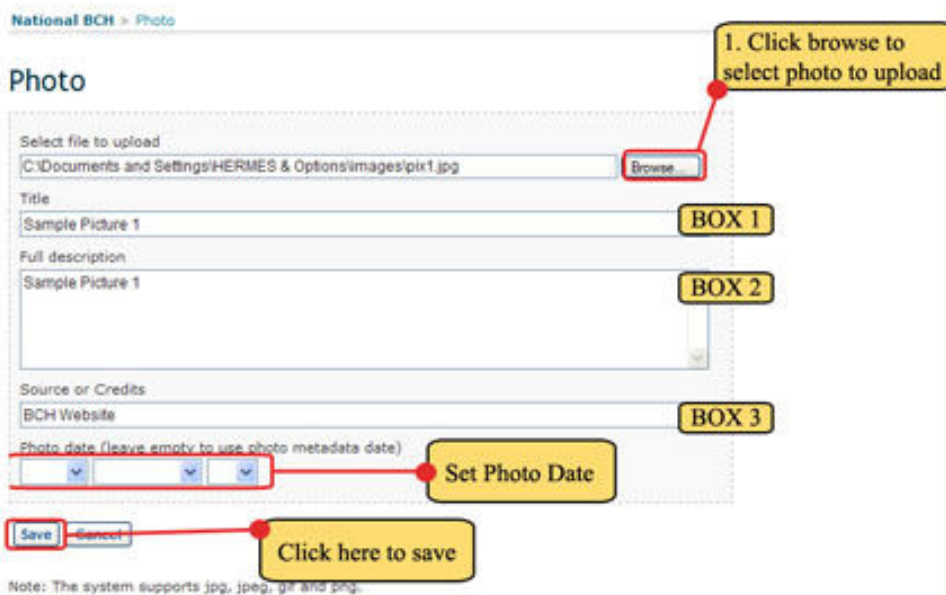 National BCH > Photo
1. Click browse to
select photo to upload
Photo
Select file to upload
C:\Documents and Settings\HERMES & Options\images\pix1.jpg
Browse...
Title
Sample Picture 1
BOX 1
Full description
Sample Picture 1
BOX 2
Source or Credits
BCH Website
BOX 3
Photo date (leave empty to use photo metadata date)
Set Photo Date
Save
Cancel
Click here to save
Note: The system supports jpg, jpeg, gif and png.